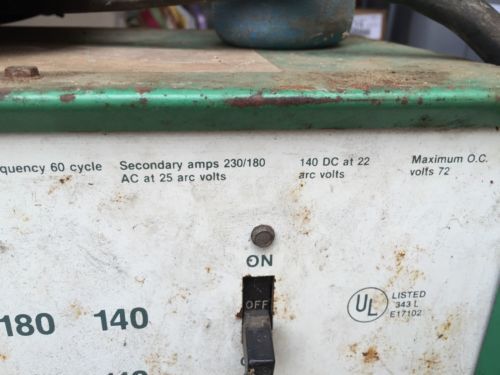 quency 60 cycle
Secondary amps 230/180
AC at 25 arc volts
140 DC at 22
arc volts
Maximum O.C.
volts 72
ON
OFF
UL
LISTED
343 L
E17102
180 140